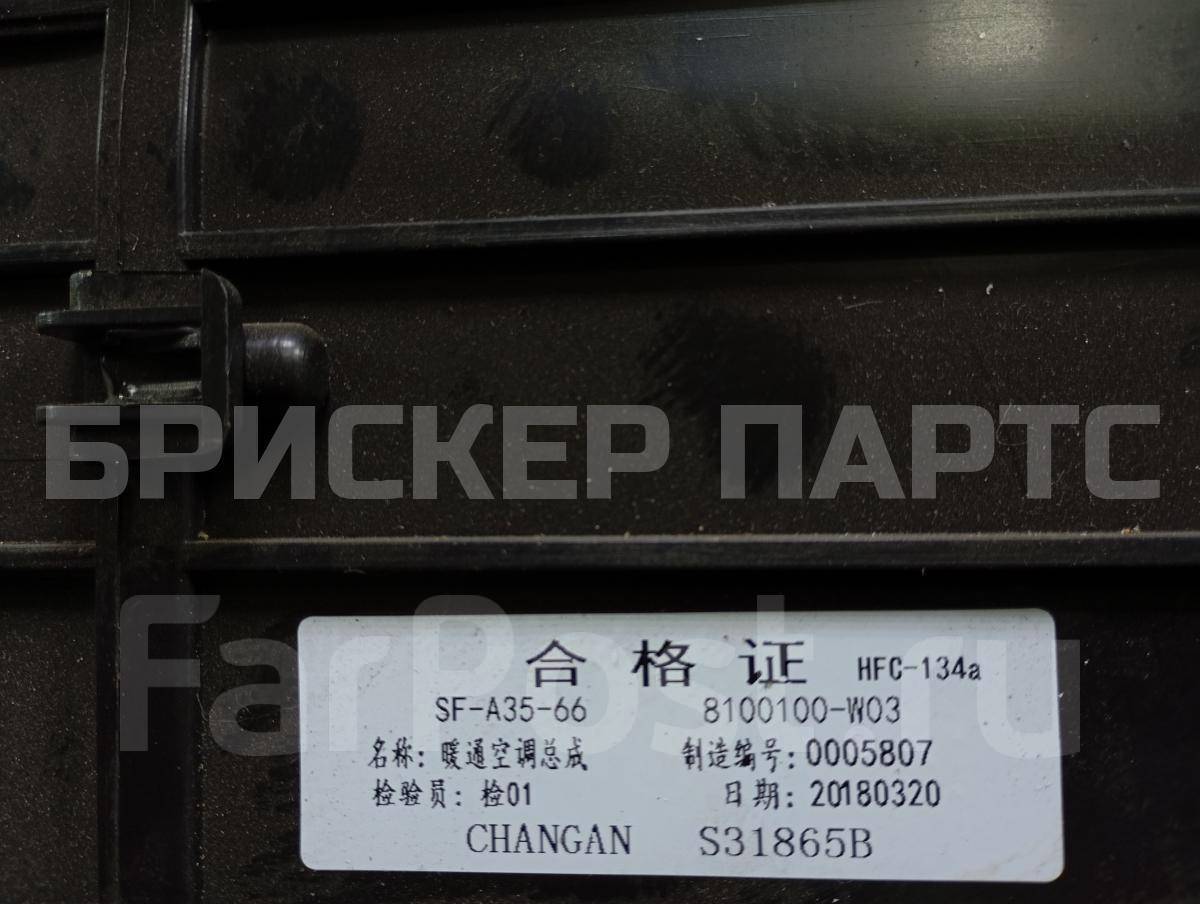 БРИСКЕР ПАРТС
FarPost.ru
合格证 HFC-134a
SF-A35-66 8100100-W03
名称: 暖通空调总成 制造编号: 0005807
检验员: 检01 日期: 20180320
CHANGAN S31865B